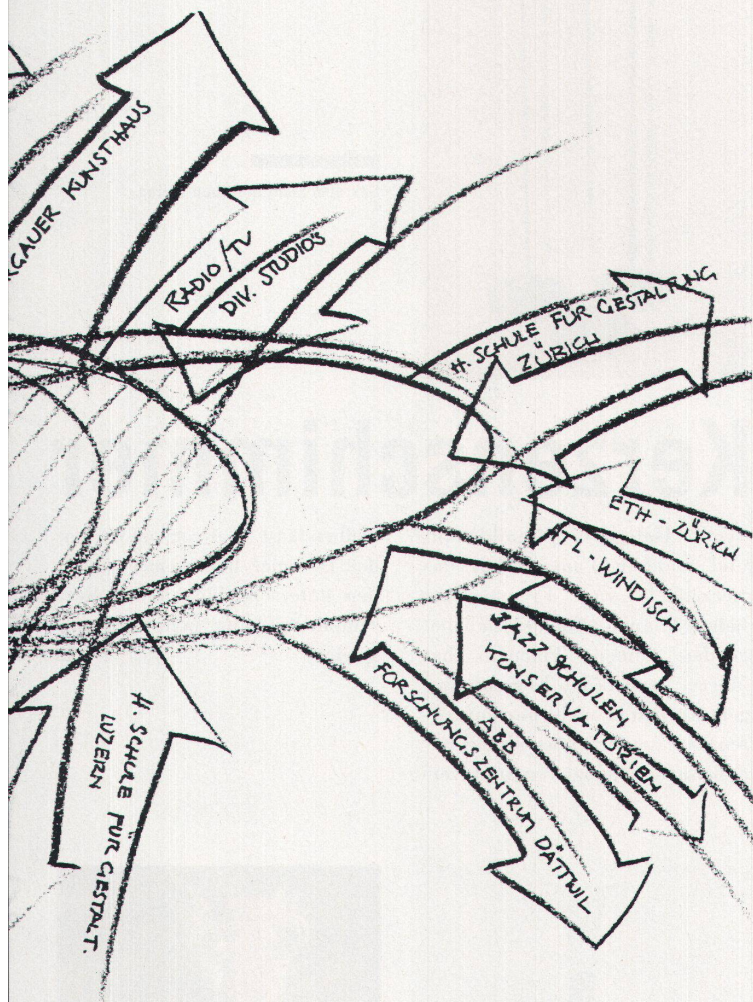 RGAUER KUNSTHAUS
RADIO/TV
DIV. STUDIOS
H. SCHULE FÜR GESTALTUNG
ZÜRICH
ETH - ZÜRICH
HTL - WINDISCH
JAZZ SCHULEN
KONSERVATORIEN
ABB
FORSCHUNGSZENTRUM DÄTTWIL
H. SCHULE FÜR GESTALT.
LUZERN